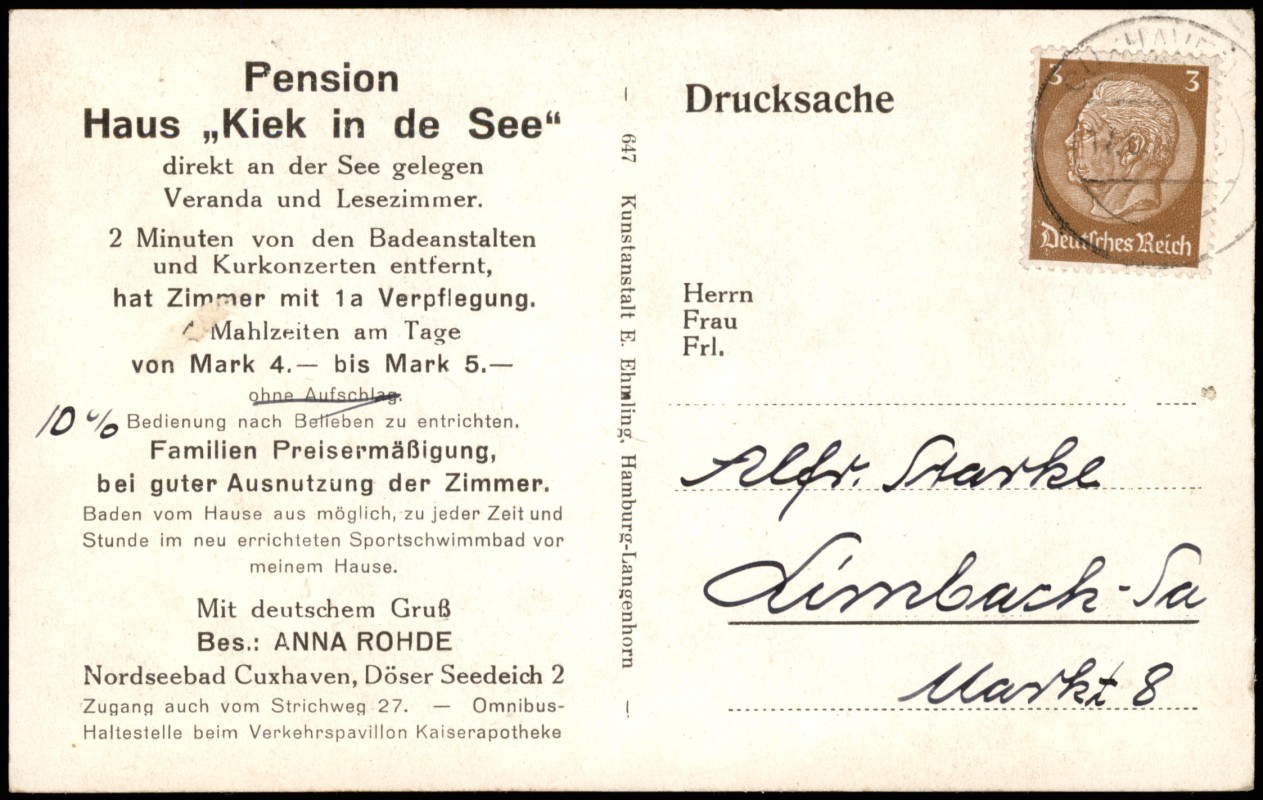 Pension
Haus „Kiek in de See“
direkt an der See gelegen
Veranda und Lesezimmer.
2 Minuten von den Badeanstalten
und Kurkonzerten entfernt,
hat Zimmer mit 1a Verpflegung.
Mahlzeiten am Tage
von Mark 4.— bis Mark 5.—
ohne Aufschlag.
10 %
Bedienung nach Belieben zu entrichten.
Familien Preisermäßigung,
bei guter Ausnutzung der Zimmer.
Baden vom Hause aus möglich, zu jeder Zeit und
Stunde im neu errichteten Sportschwimmbad vor
meinem Hause.
Mit deutschem Gruß
Bes.: ANNA ROHDE
Nordseebad Cuxhaven, Döser Seedeich 2
Zugang auch vom Strichweg 27. — Omnibus-
Haltestelle beim Verkehrspavillon Kaiserapotheke
— 647 Kunstanstalt E. Ehmling, Hamburg-Langenhorn —
Drucksache
3 3
Deutsches Reich
Herrn
Frau
Frl.
Alfr. Starke
Limbach-Sa
Markt 8